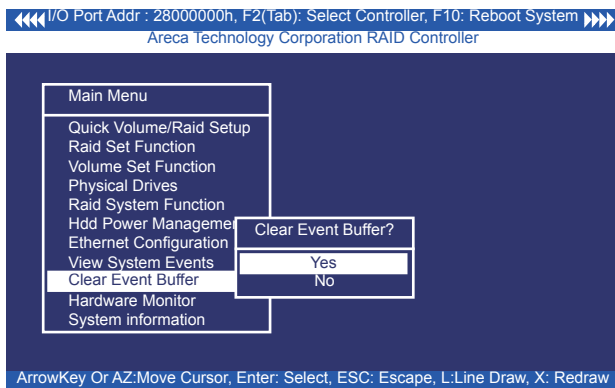 I/O Port Addr : 28000000h, F2(Tab): Select Controller, F10: Reboot System
Areca Technology Corporation RAID Controller
Main Menu
Quick Volume/Raid Setup
Raid Set Function
Volume Set Function
Physical Drives
Raid System Function
Hdd Power Managemen
Ethernet Configuration
View System Events
Clear Event Buffer
Hardware Monitor
System information
Clear Event Buffer?
Yes
No
ArrowKey Or AZ:Move Cursor, Enter: Select, ESC: Escape, L:Line Draw, X: Redraw